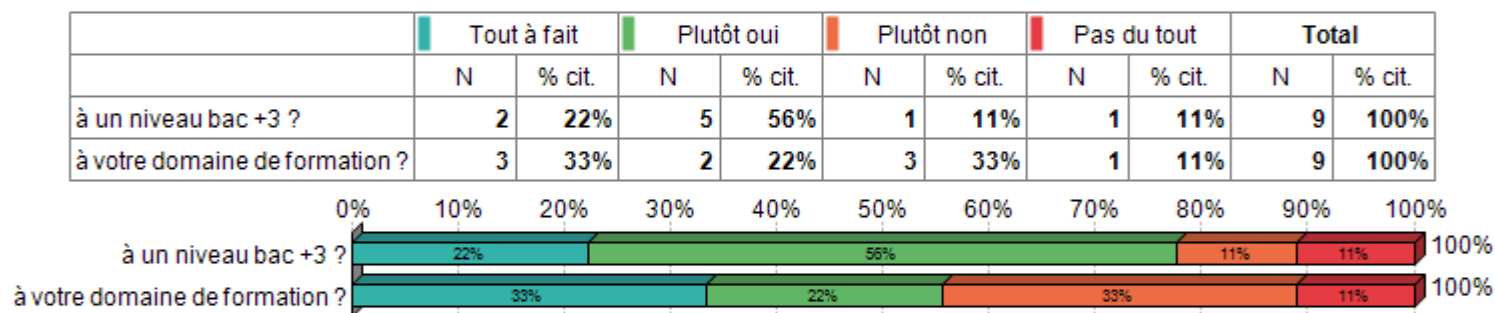 Tout à fait Plutôt oui Plutôt non Pas du tout Total
N % cit. N % cit. N % cit. N % cit. N % cit.
à un niveau bac +3 ? 2 22% 5 56% 1 11% 1 11% 9 100%
à votre domaine de formation ? 3 33% 2 22% 3 33% 1 11% 9 100%
0% 10% 20% 30% 40% 50% 60% 70% 80% 90% 100%
à un niveau bac +3 ? 22% 56% 11% 11% 100%
à votre domaine de formation ? 33% 22% 33% 11% 100%